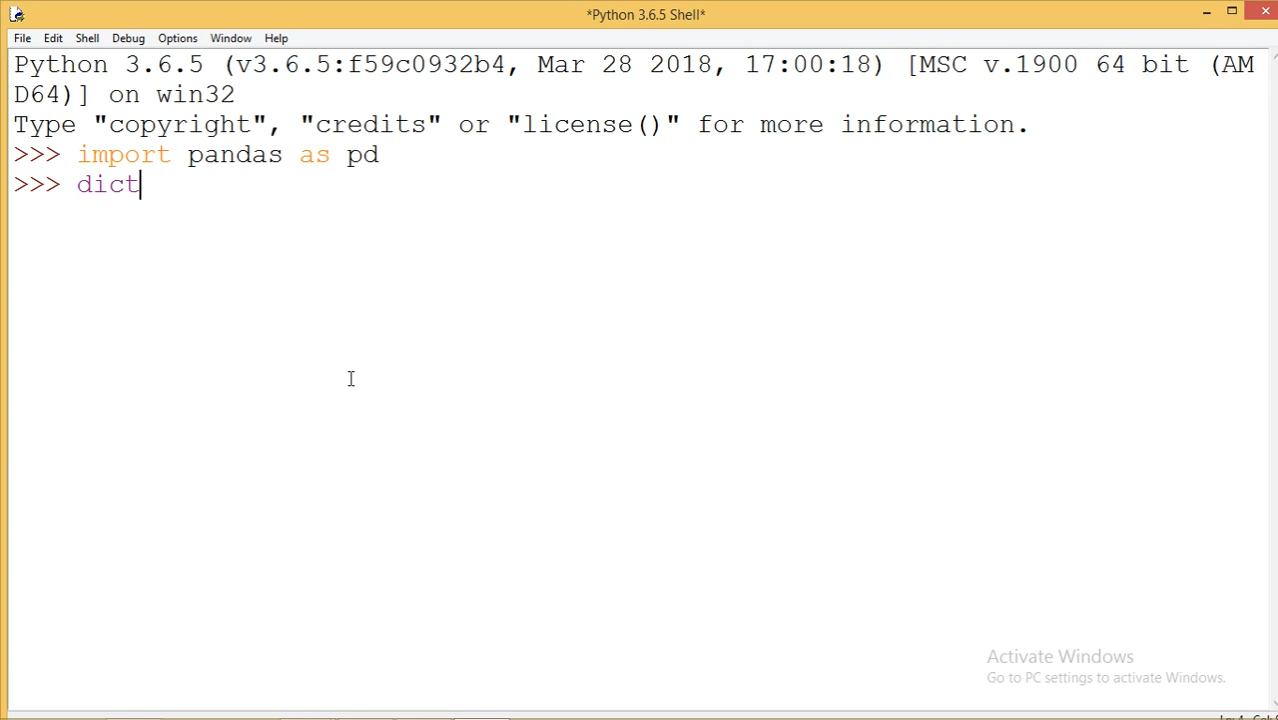 *Python 3.6.5 Shell*
File Edit Shell Debug Options Window Help
Python 3.6.5 (v3.6.5:f59c0932b4, Mar 28 2018, 17:00:18) [MSC v.1900 64 bit (AM
D64)] on win32
Type "copyright", "credits" or "license()" for more information.
>>> import pandas as pd
>>> dict
Activate Windows
Go to PC settings to activate Windows.